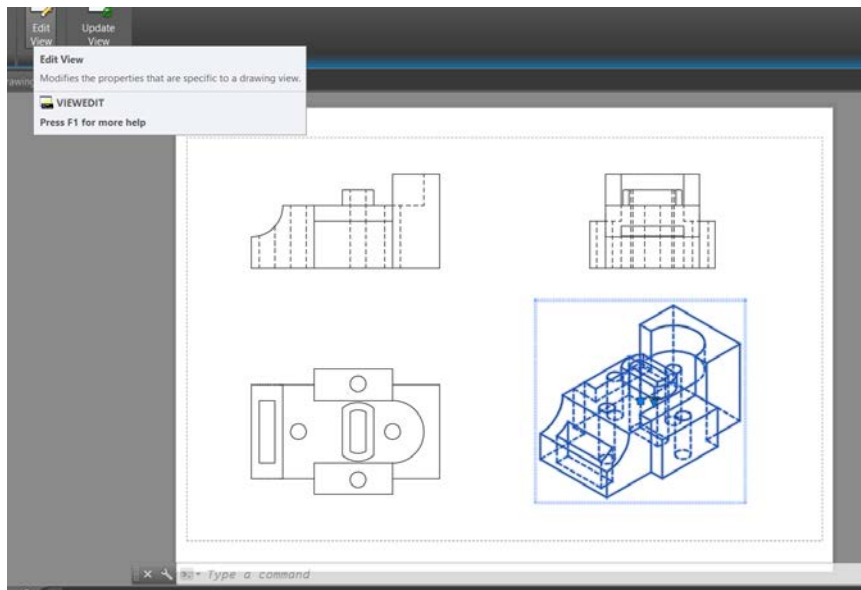 Edit
View
Update
View
Edit View
Modifies the properties that are specific to a drawing view.
VIEWEDIT
Press F1 for more help
Type a command